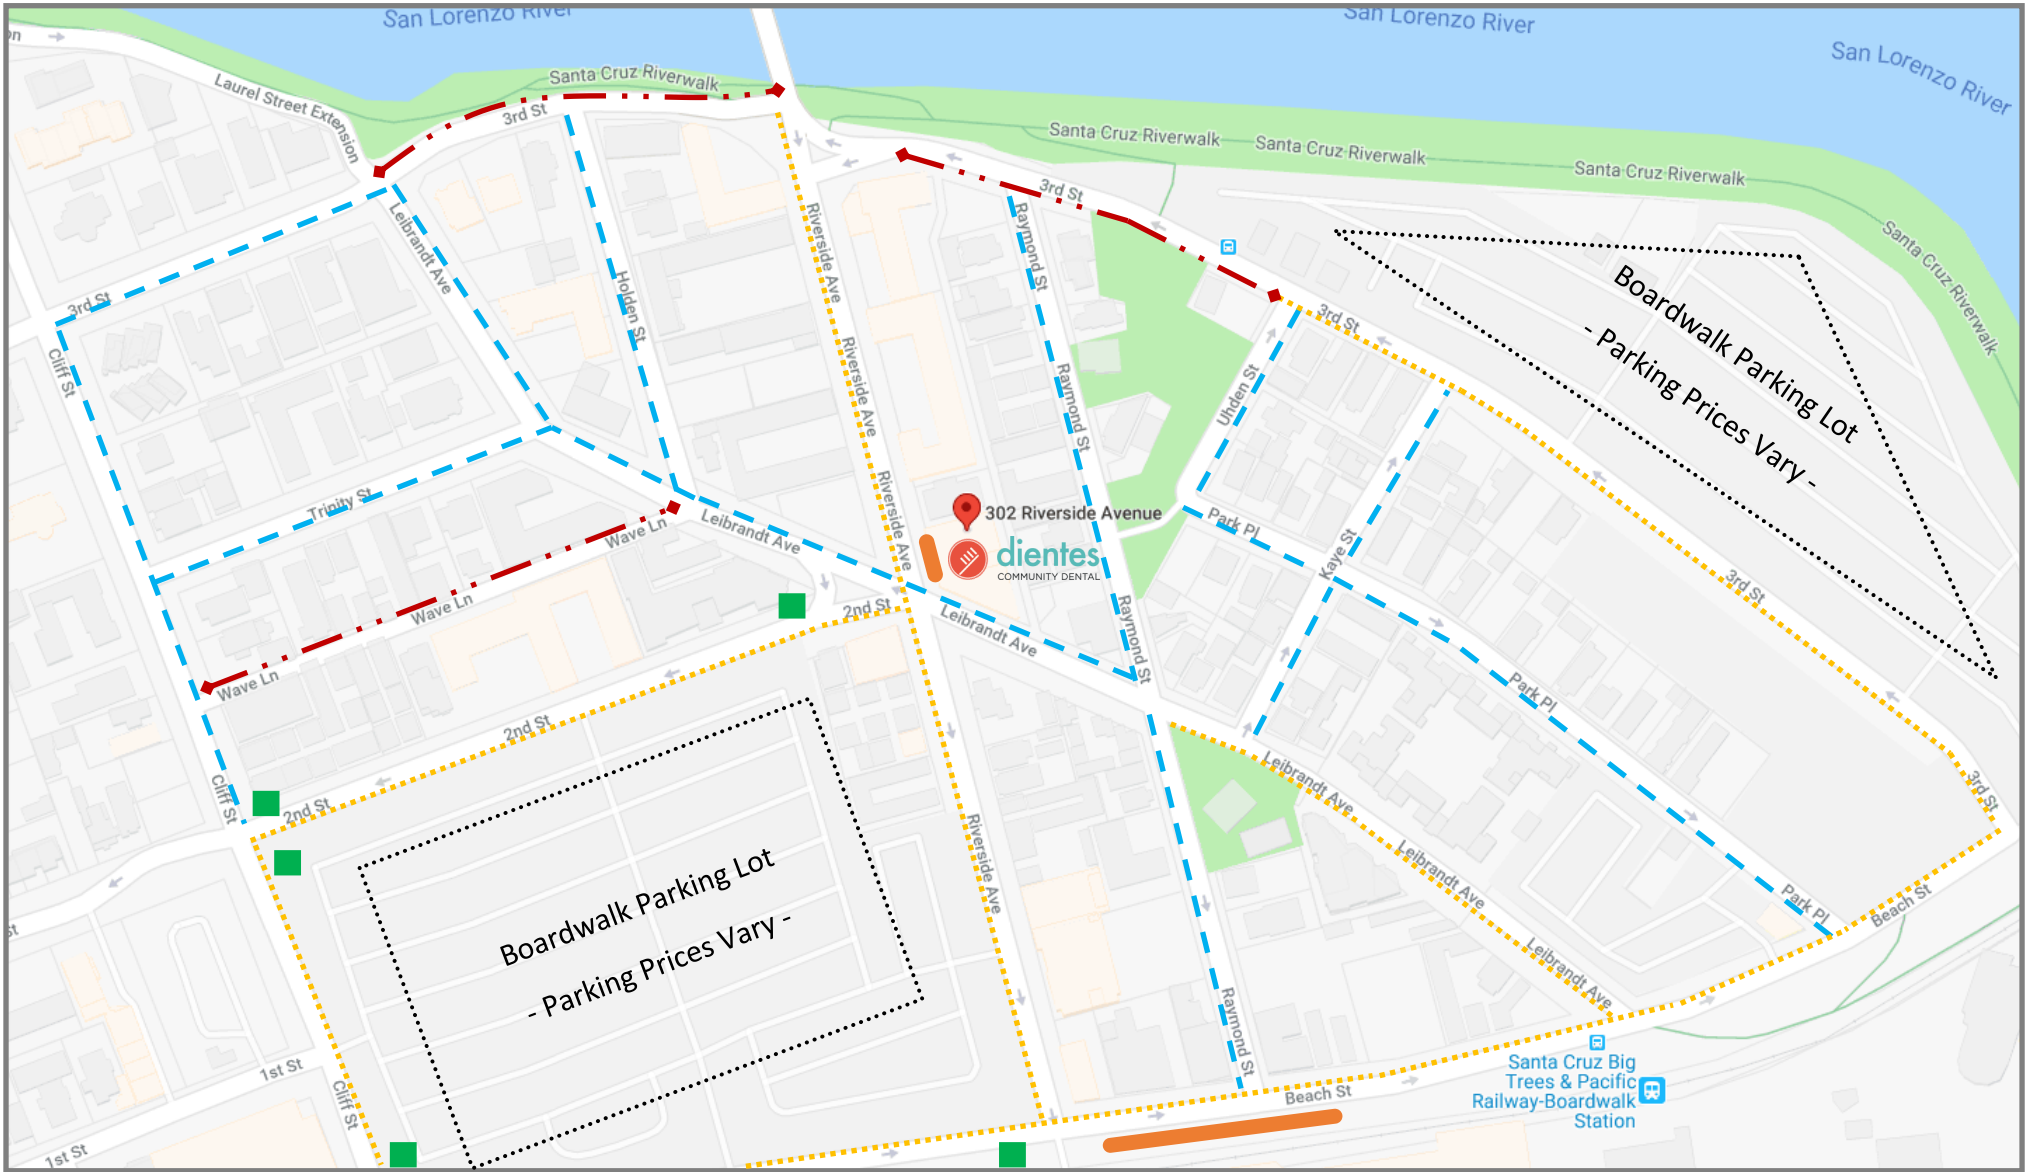 San Lorenzo River
San Lorenzo River
San Lorenzo River
on
Laurel Street Extension
Santa Cruz Riverwalk
3rd St
Santa Cruz Riverwalk
Santa Cruz Riverwalk
Santa Cruz Riverwalk
Santa Cruz Riverwalk
3rd St
Leibrandt Ave
Riverside Ave
Raymond St
Holden St
3rd St
3rd St
Cliff St
Riverside Ave
Raymond St
Uhden St
Boardwalk Parking Lot
- Parking Prices Vary -
Trinity St
Wave Ln
Leibrandt Ave
Riverside Ave
302 Riverside Avenue
dientes
COMMUNITY DENTAL
Park Pl
Kaye St
3rd St
Wave Ln
2nd St
Leibrandt Ave
Raymond St
Wave Ln
2nd St
Park Pl
Cliff St
2nd St
Leibrandt Ave
3rd St
Riverside Ave
Leibrandt Ave
Park Pl
Beach St
St
Boardwalk Parking Lot
- Parking Prices Vary -
Leibrandt Ave
Raymond St
1st St
Cliff St
1st St
Beach St
Santa Cruz Big
Trees & Pacific
Railway-Boardwalk
Station